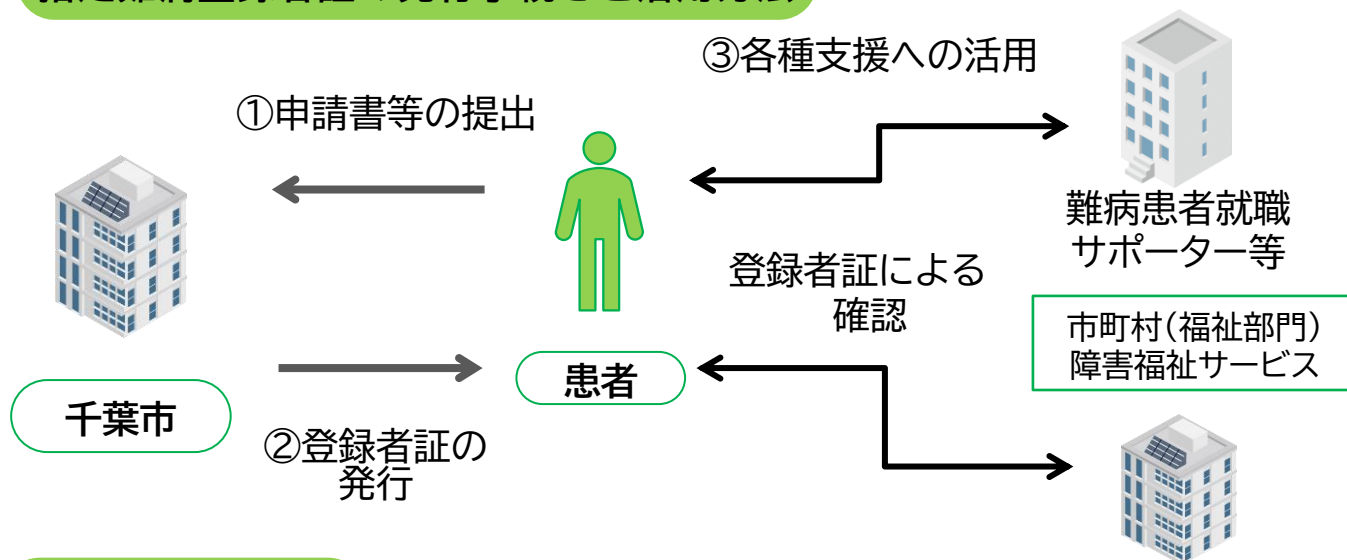 ③各種支援への活用
①申請書等の提出
難病患者就職
サポーター等
登録者証による
確認
市町村(福祉部門)
障害福祉サービス
患者
千葉市
②登録者証の
発行